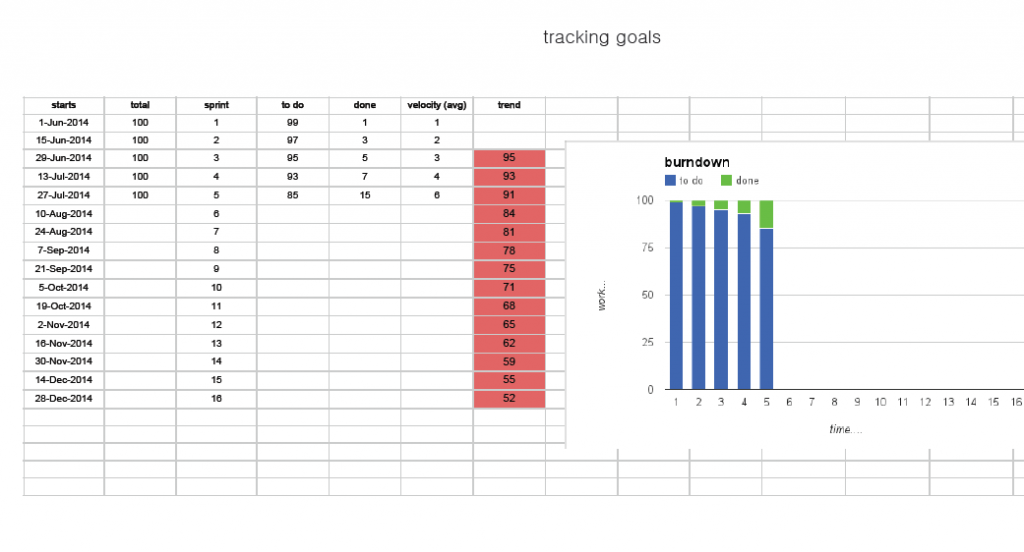 tracking goals
starts total sprint to do done velocity (avg) trend
1-Jun-2014 100 1 99 1 1
15-Jun-2014 100 2 97 3 2
29-Jun-2014 100 3 95 5 3 95
13-Jul-2014 100 4 93 7 4 93
27-Jul-2014 100 5 85 15 6 91
10-Aug-2014 6 84
24-Aug-2014 7 81
7-Sep-2014 8 78
21-Sep-2014 9 75
5-Oct-2014 10 71
19-Oct-2014 11 68
2-Nov-2014 12 65
16-Nov-2014 13 62
30-Nov-2014 14 59
14-Dec-2014 15 55
28-Dec-2014 16 52
burndown
to do done
100
75
50
25
0
work...
1 2 3 4 5 6 7 8 9 10 11 12 13 14 15 16
time....